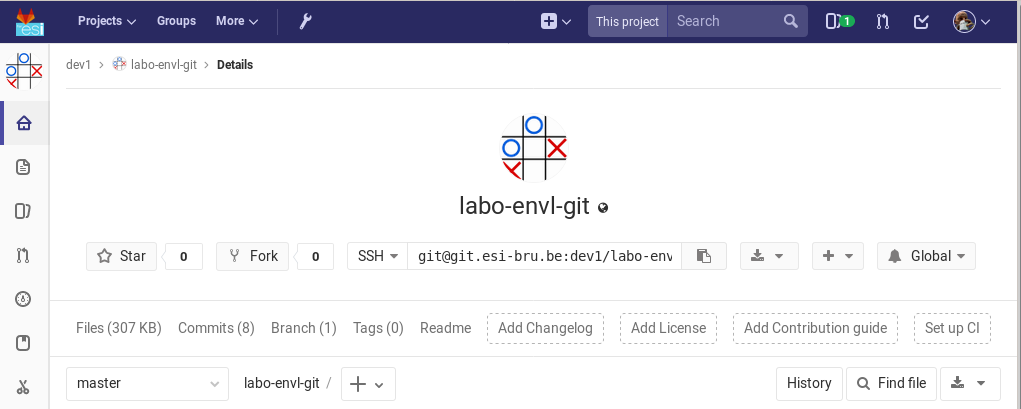 esi Projects Groups More This project Search 1
dev1 > labo-envl-git > Details
labo-envl-git
Star 0 Fork 0 SSH git@git.esi-bru.be:dev1/labo-env Global
Files (307 KB) Commits (8) Branch (1) Tags (0) Readme Add Changelog Add License Add Contribution guide Set up CI
master labo-envl-git / History Find file